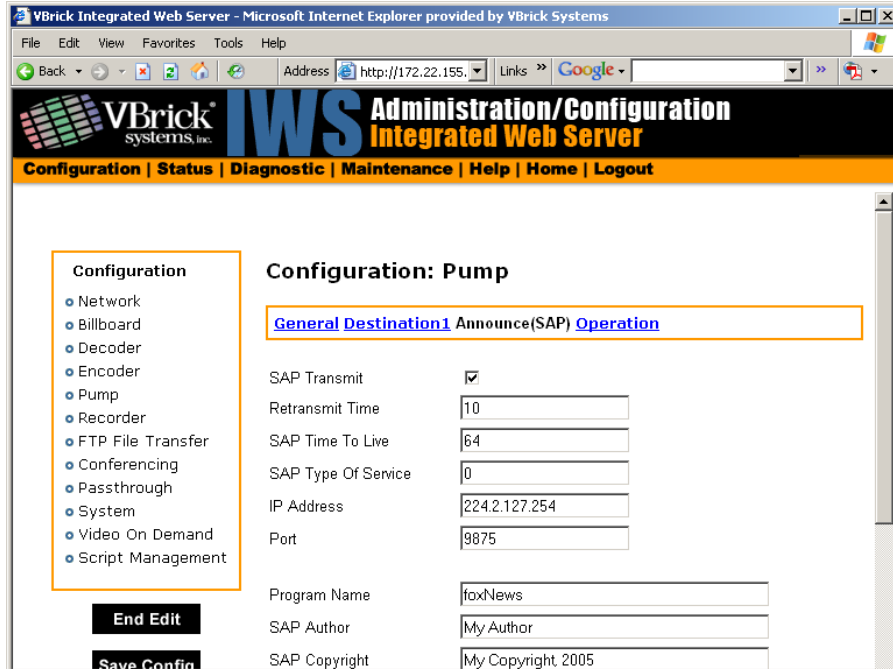 VBrick Integrated Web Server - Microsoft Internet Explorer provided by VBrick Systems
File Edit View Favorites Tools Help
Back Address http://172.22.155. Links » Google - »
VBrick systems, inc. IWS Administration/Configuration Integrated Web Server
Configuration | Status | Diagnostic | Maintenance | Help | Home | Logout
Configuration
Network
Billboard
Decoder
Encoder
Pump
Recorder
FTP File Transfer
Conferencing
Passthrough
System
Video On Demand
Script Management
End Edit
Save Config
Configuration: Pump
General Destination1 Announce(SAP) Operation
SAP Transmit
Retransmit Time 10
SAP Time To Live 64
SAP Type Of Service 0
IP Address 224.2.127.254
Port 9875
Program Name foxNews
SAP Author My Author
SAP Copyright My Copyright, 2005